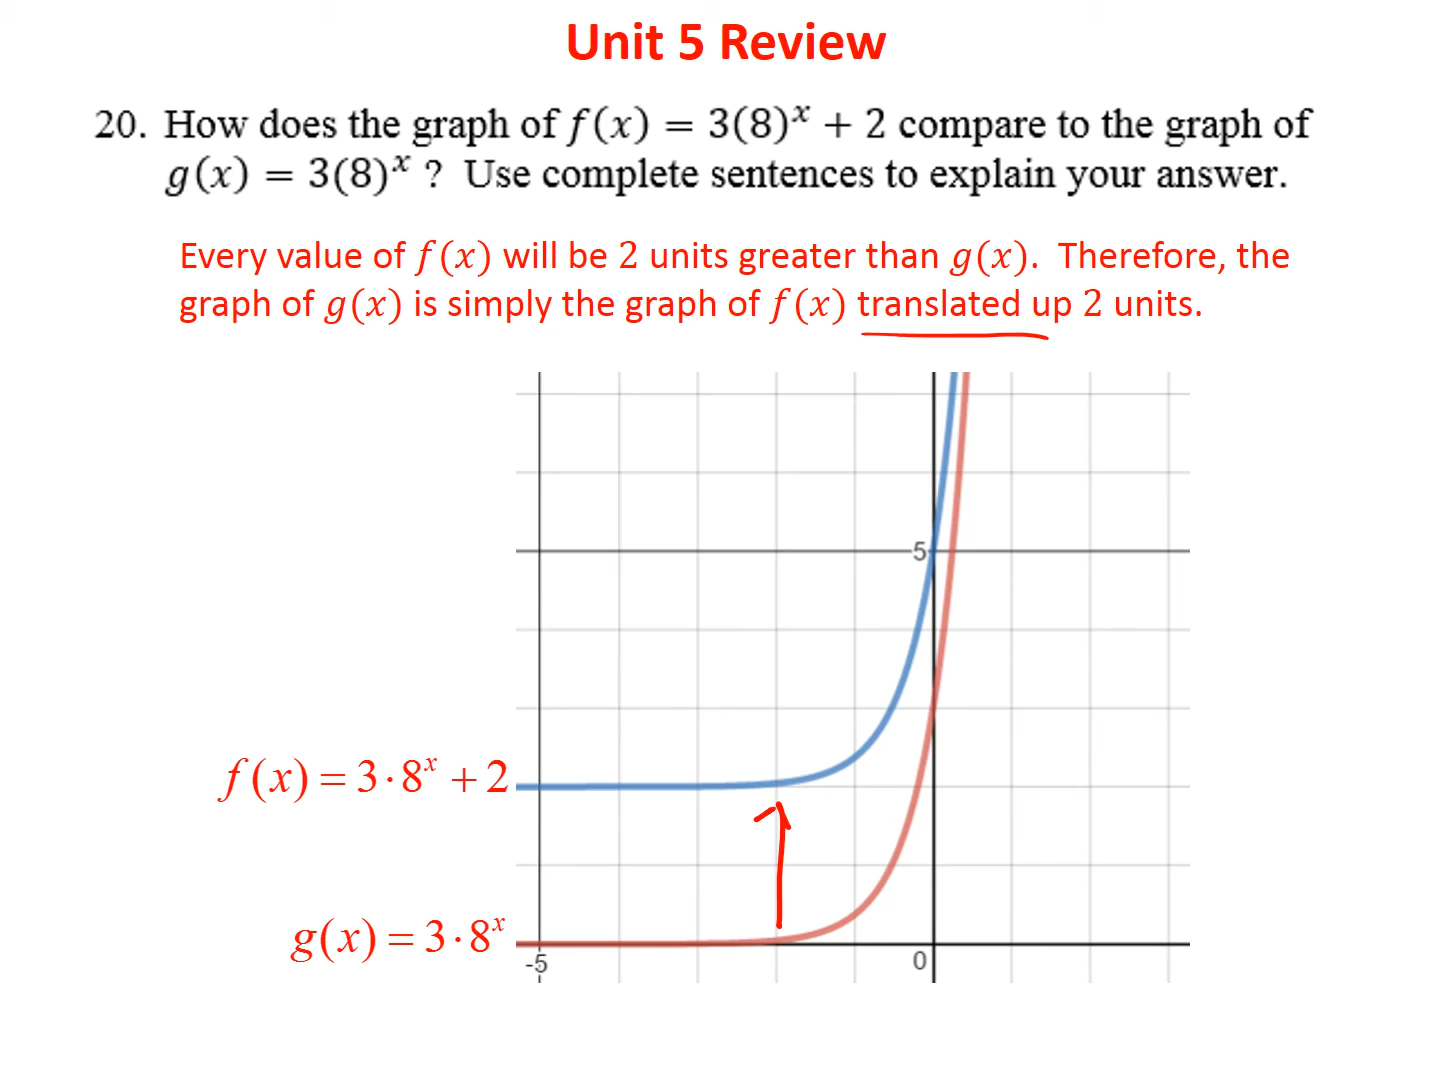 Unit 5 Review
20. How does the graph of f(x) = 3(8)ˣ + 2 compare to the graph of
g(x) = 3(8)ˣ ? Use complete sentences to explain your answer.
Every value of f(x) will be 2 units greater than g(x). Therefore, the
graph of g(x) is simply the graph of f(x) translated up 2 units.
5
f(x) = 3·8ˣ + 2
g(x) = 3·8ˣ
-5
0